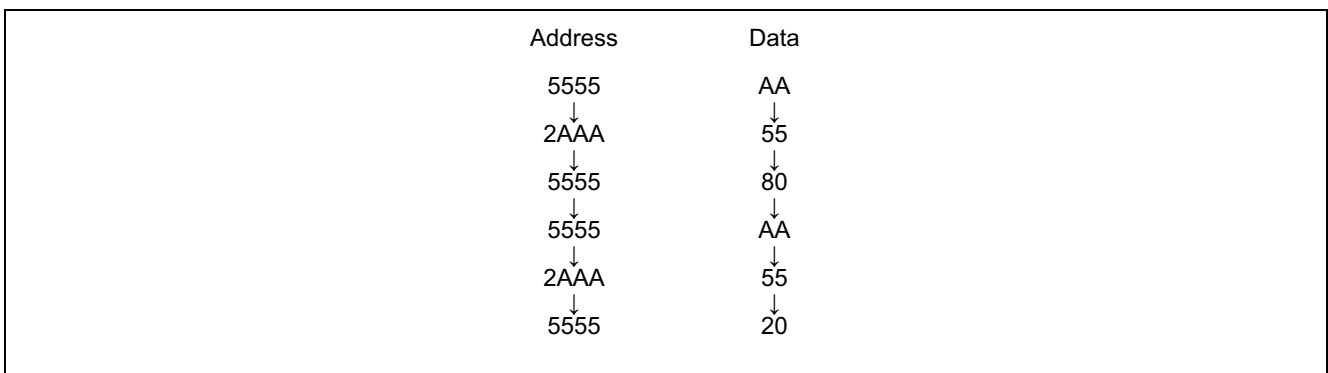 Address Data
5555 AA
↓ ↓
2AAA 55
↓ ↓
5555 80
↓ ↓
5555 AA
↓ ↓
2AAA 55
↓ ↓
5555 20